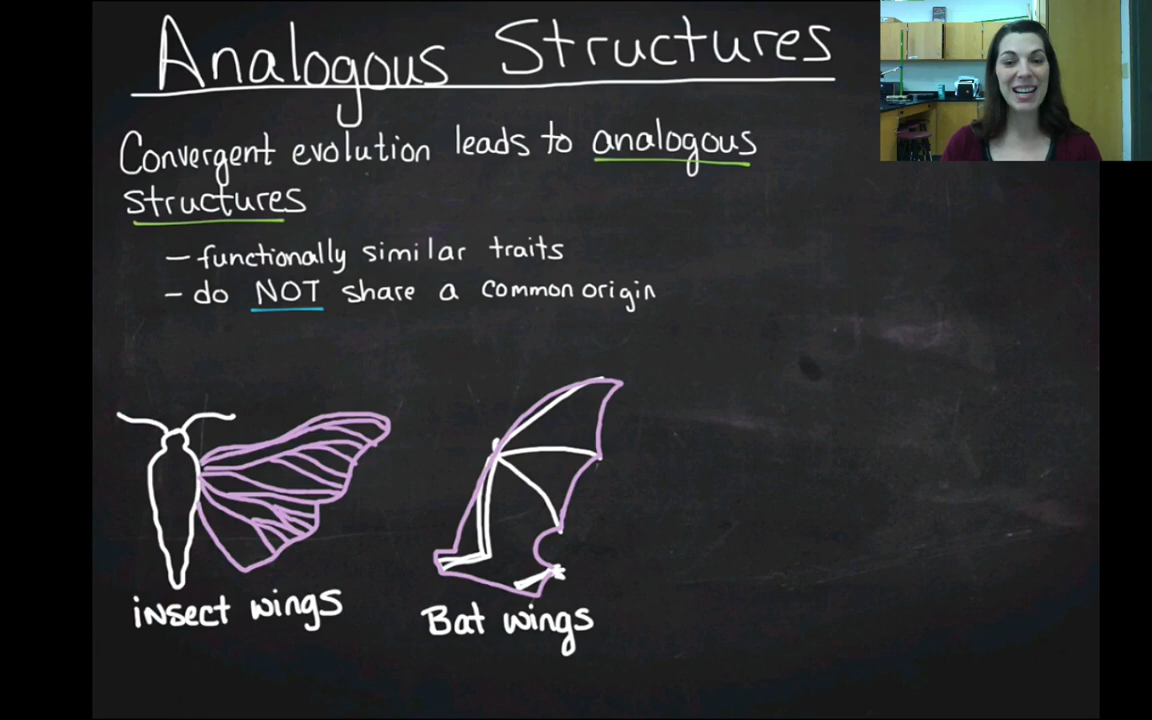 Analogous Structures
Convergent evolution leads to analogous
structures
– functionally similar traits
– do NOT share a common origin
insect wings
Bat wings